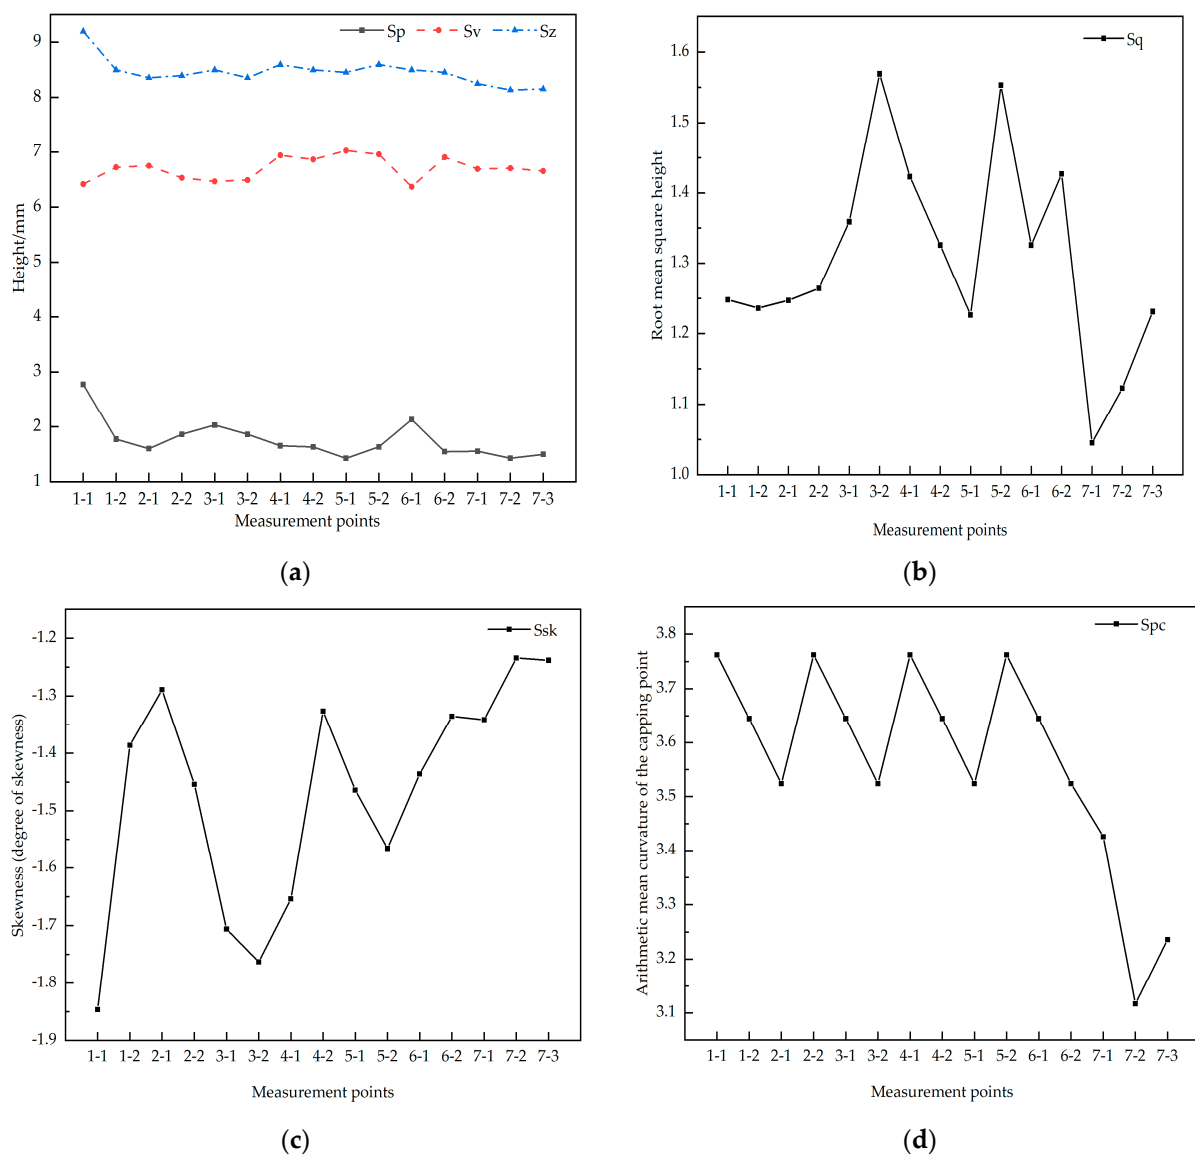 Sp Sv Sz
9
8
7
6
5
4
3
2
1
Height/mm
1-1 1-2 2-1 2-2 3-1 3-2 4-1 4-2 5-1 5-2 6-1 6-2 7-1 7-2 7-3
Measurement points
(a)
Sq
1.6
1.5
1.4
1.3
1.2
1.1
1.0
Root mean square height
1-1 1-2 2-1 2-2 3-1 3-2 4-1 4-2 5-1 5-2 6-1 6-2 7-1 7-2 7-3
Measurement points
(b)
Ssk
-1.2
-1.3
-1.4
-1.5
-1.6
-1.7
-1.8
-1.9
Skewness (degree of skewness)
1-1 1-2 2-1 2-2 3-1 3-2 4-1 4-2 5-1 5-2 6-1 6-2 7-1 7-2 7-3
Measurement points
(c)
Spc
3.8
3.7
3.6
3.5
3.4
3.3
3.2
3.1
Arithmetic mean curvature of the capping point
1-1 1-2 2-1 2-2 3-1 3-2 4-1 4-2 5-1 5-2 6-1 6-2 7-1 7-2 7-3
Measurement points
(d)